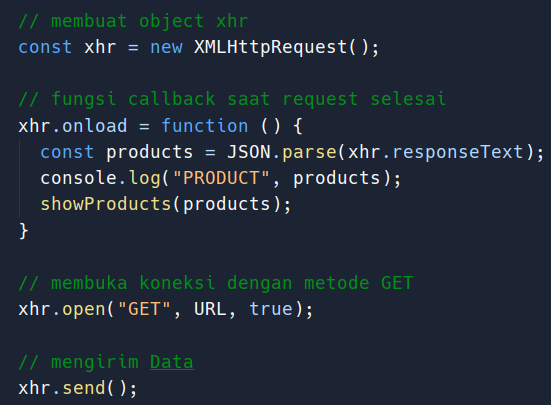 // membuat object xhr
const xhr = new XMLHttpRequest();
// fungsi callback saat request selesai
xhr.onload = function () {
const products = JSON.parse(xhr.responseText);
console.log("PRODUCT", products);
showProducts(products);
}
// membuka koneksi dengan metode GET
xhr.open("GET", URL, true);
// mengirim Data
xhr.send();